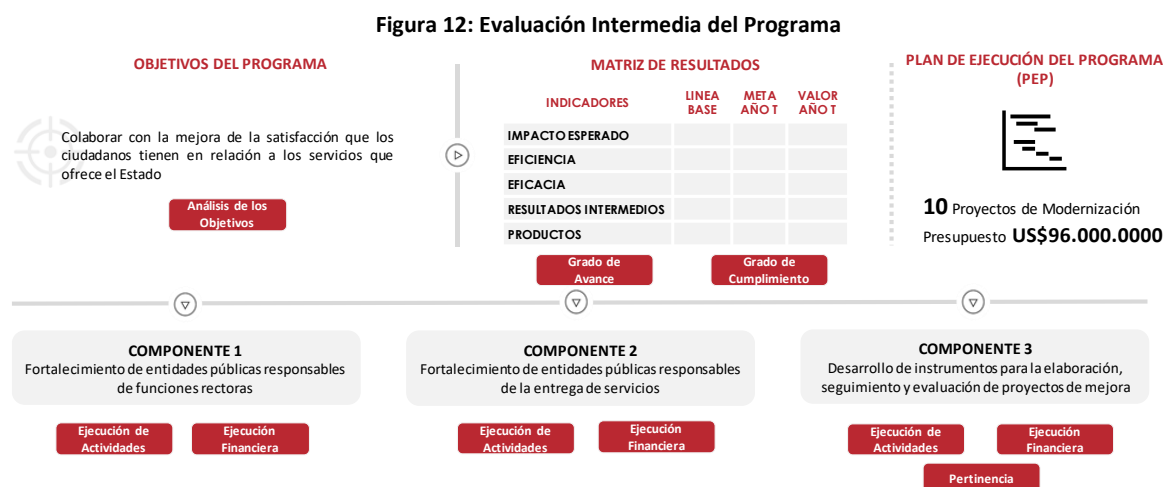 Figura 12: Evaluación Intermedia del Programa
OBJETIVOS DEL PROGRAMA
Colaborar con la mejora de la satisfacción que los
ciudadanos tienen en relación a los servicios que
ofrece el Estado
Análisis de los
Objetivos
MATRIZ DE RESULTADOS
INDICADORES
LINEA
BASE
META
AÑO T
VALOR
AÑO T
IMPACTO ESPERADO
EFICIENCIA
EFICACIA
RESULTADOS INTERMEDIOS
PRODUCTOS
Grado de
Avance
Grado de
Cumplimiento
PLAN DE EJECUCIÓN DEL PROGRAMA
(PEP)
10 Proyectos de Modernización
Presupuesto US$96.000.0000
COMPONENTE 1
Fortalecimiento de entidades públicas responsables
de funciones rectoras
Ejecución de
Actividades
Ejecución
Financiera
COMPONENTE 2
Fortalecimiento de entidades públicas responsables
de la entrega de servicios
Ejecución de
Actividades
Ejecución
Financiera
COMPONENTE 3
Desarrollo de instrumentos para la elaboración,
seguimiento y evaluación de proyectos de mejora
Ejecución de
Actividades
Ejecución
Financiera
Pertinencia